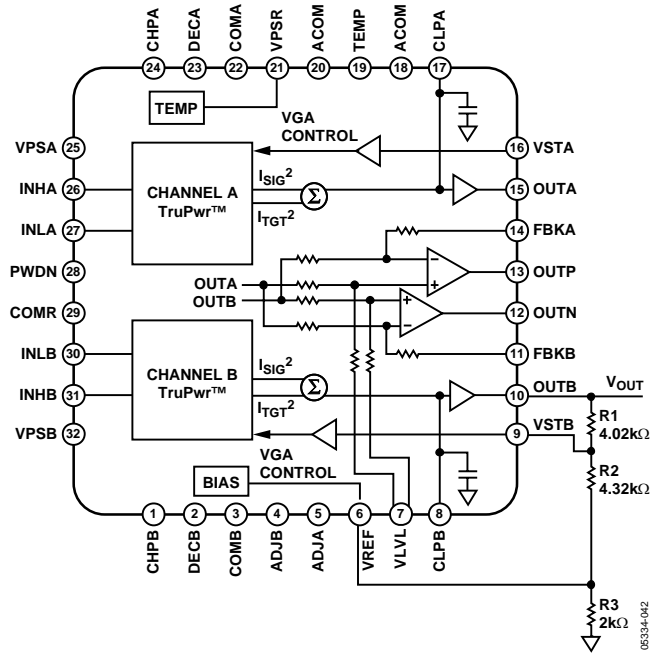 CHPA
DECA
COMA
VPSR
ACOM
TEMP
ACOM
CLPA
24
23
22
21
20
19
18
17
TEMP
VGA
CONTROL
VPSA 25
INHA 26
INLA 27
PWDN 28
COMR 29
INLB 30
INHB 31
VPSB 32
CHANNEL A
TruPwr™
ISIG²
ITGT²
Σ
16 VSTA
15 OUTA
14 FBKA
13 OUTP
12 OUTN
11 FBKB
10 OUTB
9 VSTB
OUTA
OUTB
−
+
+
−
CHANNEL B
TruPwr™
ISIG²
ITGT²
Σ
VGA
CONTROL
BIAS
VOUT
R1
4.02kΩ
R2
4.32kΩ
R3
2kΩ
1
2
3
4
5
6
7
8
CHPB
DECB
COMB
ADJB
ADJA
VREF
VLVL
CLPB
05334-042